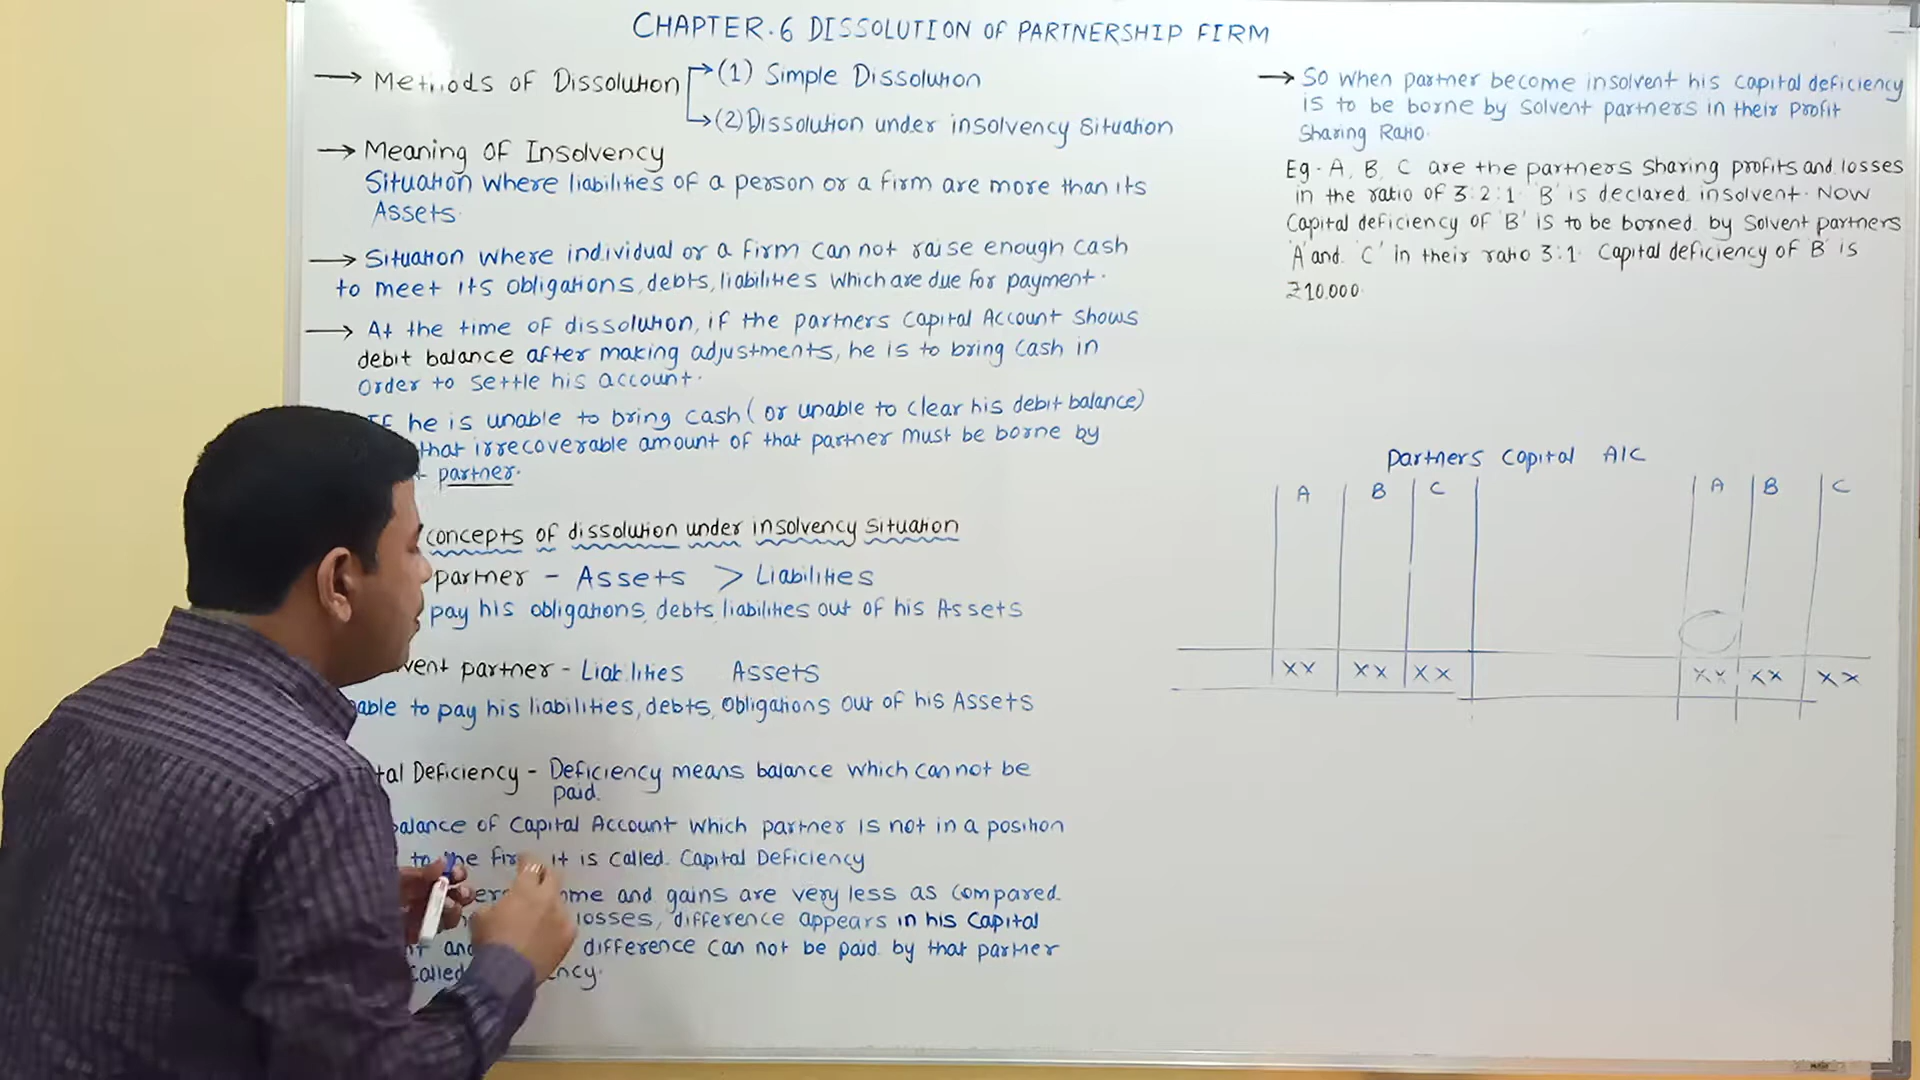 CHAPTER.6 DISSOLUTION OF PARTNERSHIP FIRM
→ Methods of Dissolution
→ (1) Simple Dissolution
→ (2) Dissolution under insolvency situation
→ Meaning of Insolvency
Situation where liabilities of a person or a firm are more than its
Assets.
→ Situation where individual or a firm can not raise enough cash
to meet its obligations, debts, liabilities which are due for payment.
→ At the time of dissolution, if the partners Capital Account shows
debit balance after making adjustments, he is to bring cash in
order to settle his account.
If he is unable to bring cash (or unable to clear his debit balance)
that irrecoverable amount of that partner must be borne by
partner.
concepts of dissolution under insolvency situation
partner - Assets > Liabilities
pay his obligations, debts, liabilities out of his Assets
vent partner - Liabilities Assets
able to pay his liabilities, debts, obligations out of his Assets
tal Deficiency - Deficiency means balance which cannot be
paid.
balance of Capital Account which partner is not in a position
to the it is called Capital Deficiency
and gains are very less as compared
losses, difference appears in his Capital
difference can not be paid by that partner
called
→ So when partner become insolvent his capital deficiency
is to be borne by solvent partners in their profit
sharing Ratio.
Eg. A, B, C are the partners sharing profits and losses
in the ratio of 3:2:1 'B' is declared insolvent. Now
Capital deficiency of 'B' is to be borned by solvent partners
'A' and 'C' in their ratio 3:1. Capital deficiency of B is
₹10,000.
Partners Capital A/C
A B C A B C
XX XX XX XX XX XX